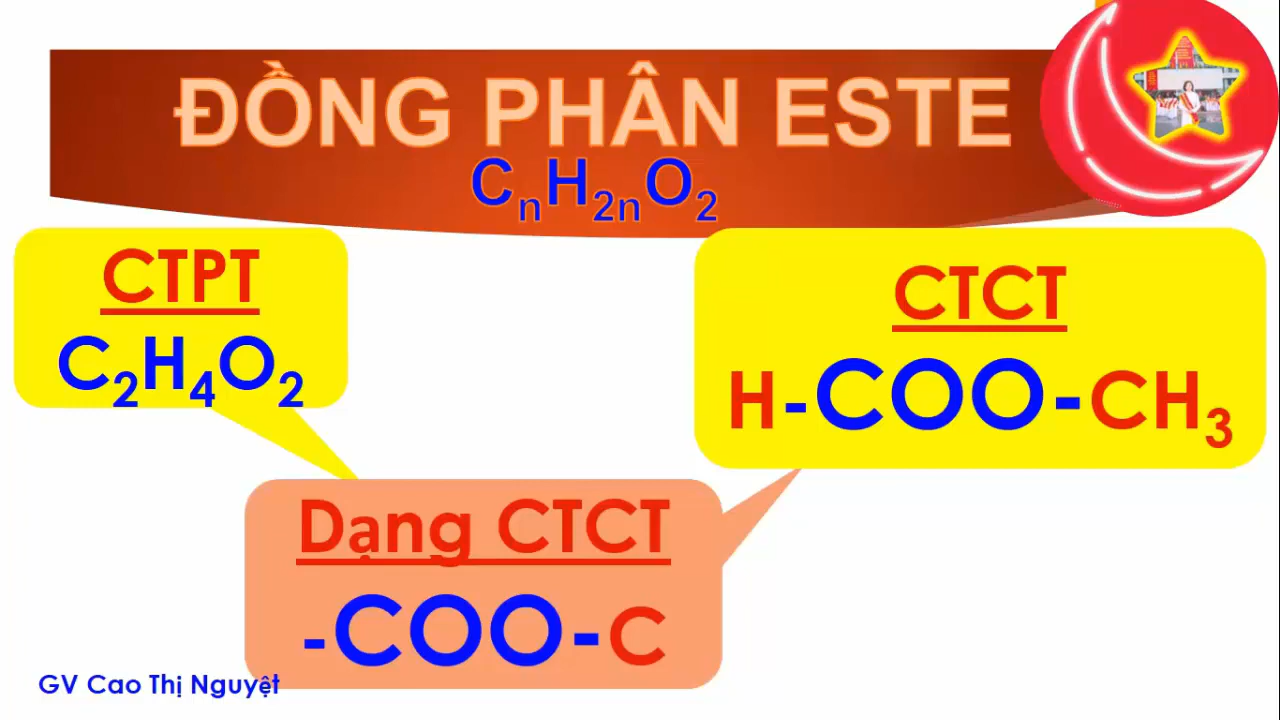 ĐỒNG PHÂN ESTE
CₙH₂ₙO₂
CTPT
C₂H₄O₂
CTCT
H-COO-CH₃
Dạng CTCT
-COO-C
GV Cao Thị Nguyệt